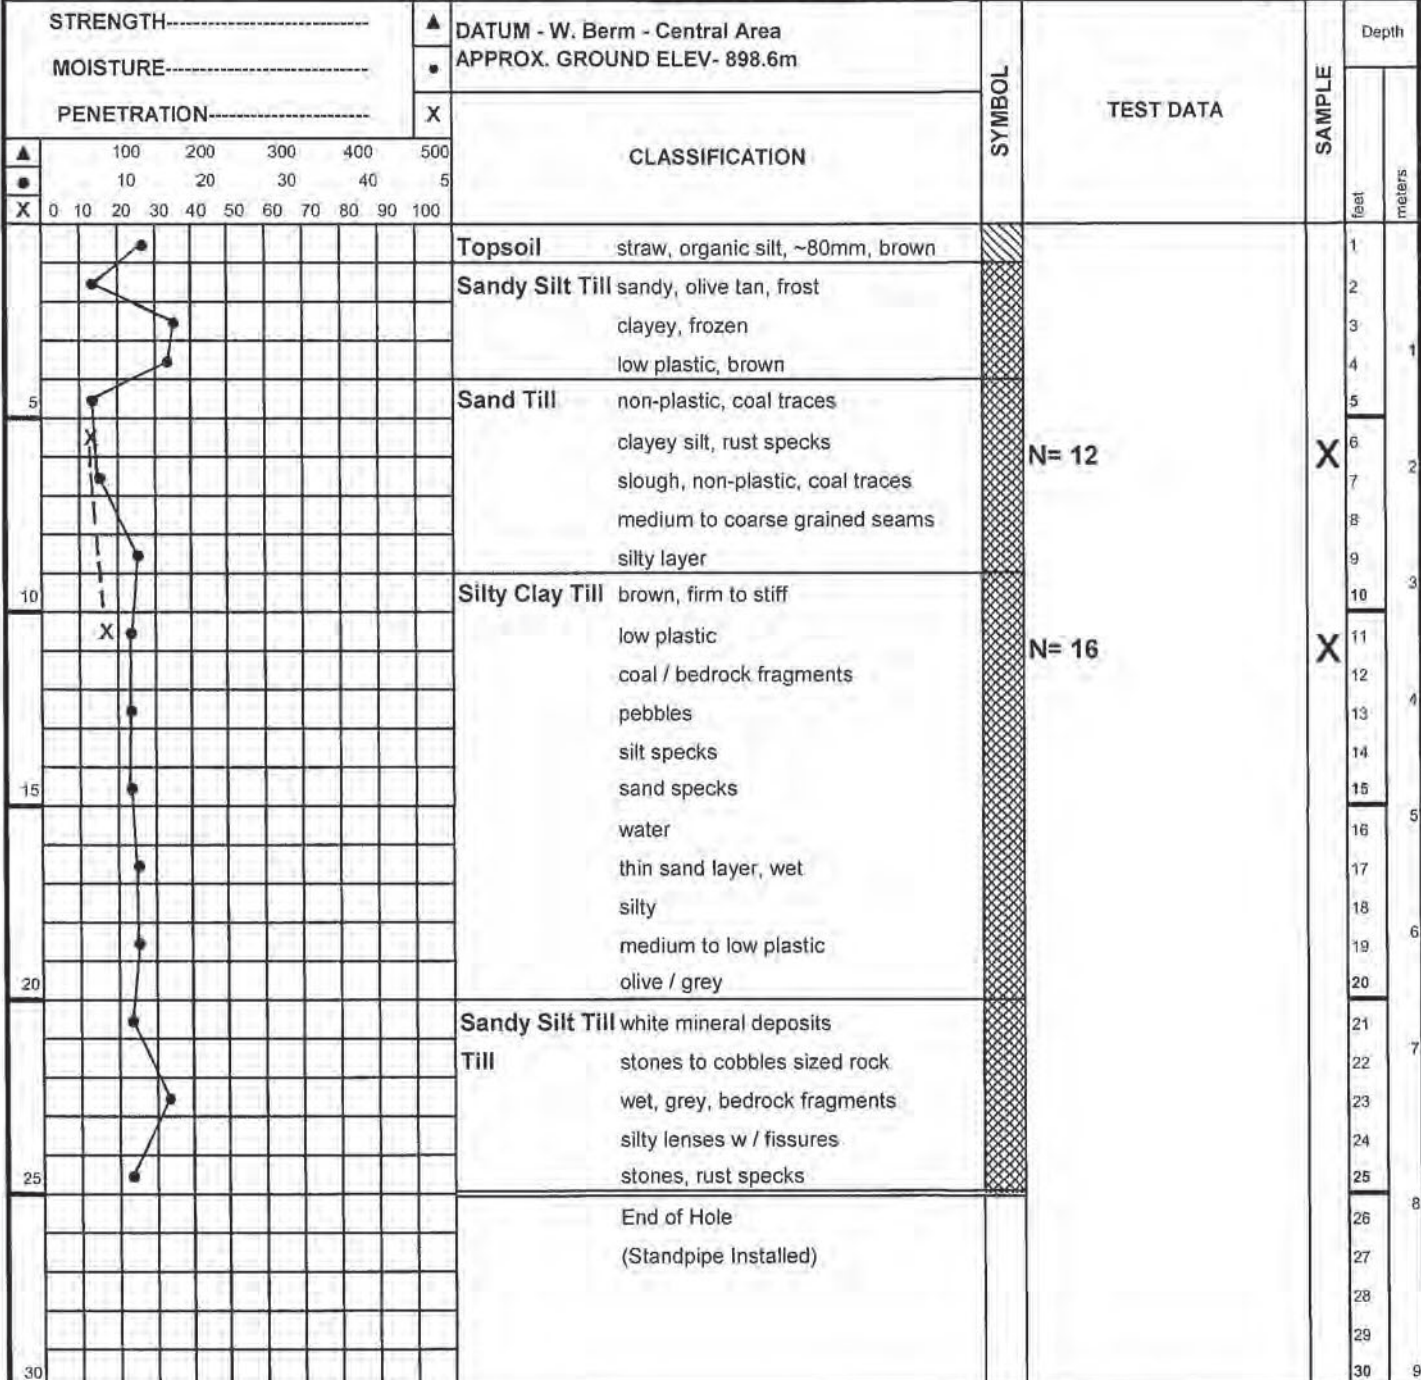 STRENGTH-------------------------- ▲
MOISTURE-------------------------- •
PENETRATION-------------------- X
DATUM - W. Berm - Central Area
APPROX. GROUND ELEV- 898.6m
CLASSIFICATION
SYMBOL
TEST DATA
SAMPLE
Depth
feet
meters
▲ 100 200 300 400 500
● 10 20 30 40 5
X 0 10 20 30 40 50 60 70 80 90 100
Topsoil straw, organic silt, ~80mm, brown 1
Sandy Silt Till sandy, olive tan, frost 2
clayey, frozen 3
1
low plastic, brown 4
5 Sand Till non-plastic, coal traces 5
X clayey silt, rust specks N= 12 X 6
2
slough, non-plastic, coal traces 7
medium to coarse grained seams 8
silty layer 9
3
10 Silty Clay Till brown, firm to stiff 10
X low plastic N= 16 X 11
coal / bedrock fragments 12
4
pebbles 13
silt specks 14
15 sand specks 15
5
water 16
thin sand layer, wet 17
silty 18
6
medium to low plastic 19
20 olive / grey 20
Sandy Silt Till white mineral deposits 21
7
Till stones to cobbles sized rock 22
wet, grey, bedrock fragments 23
silty lenses w / fissures 24
25 stones, rust specks 25
8
End of Hole 26
(Standpipe Installed) 27
28
29
30 30 9